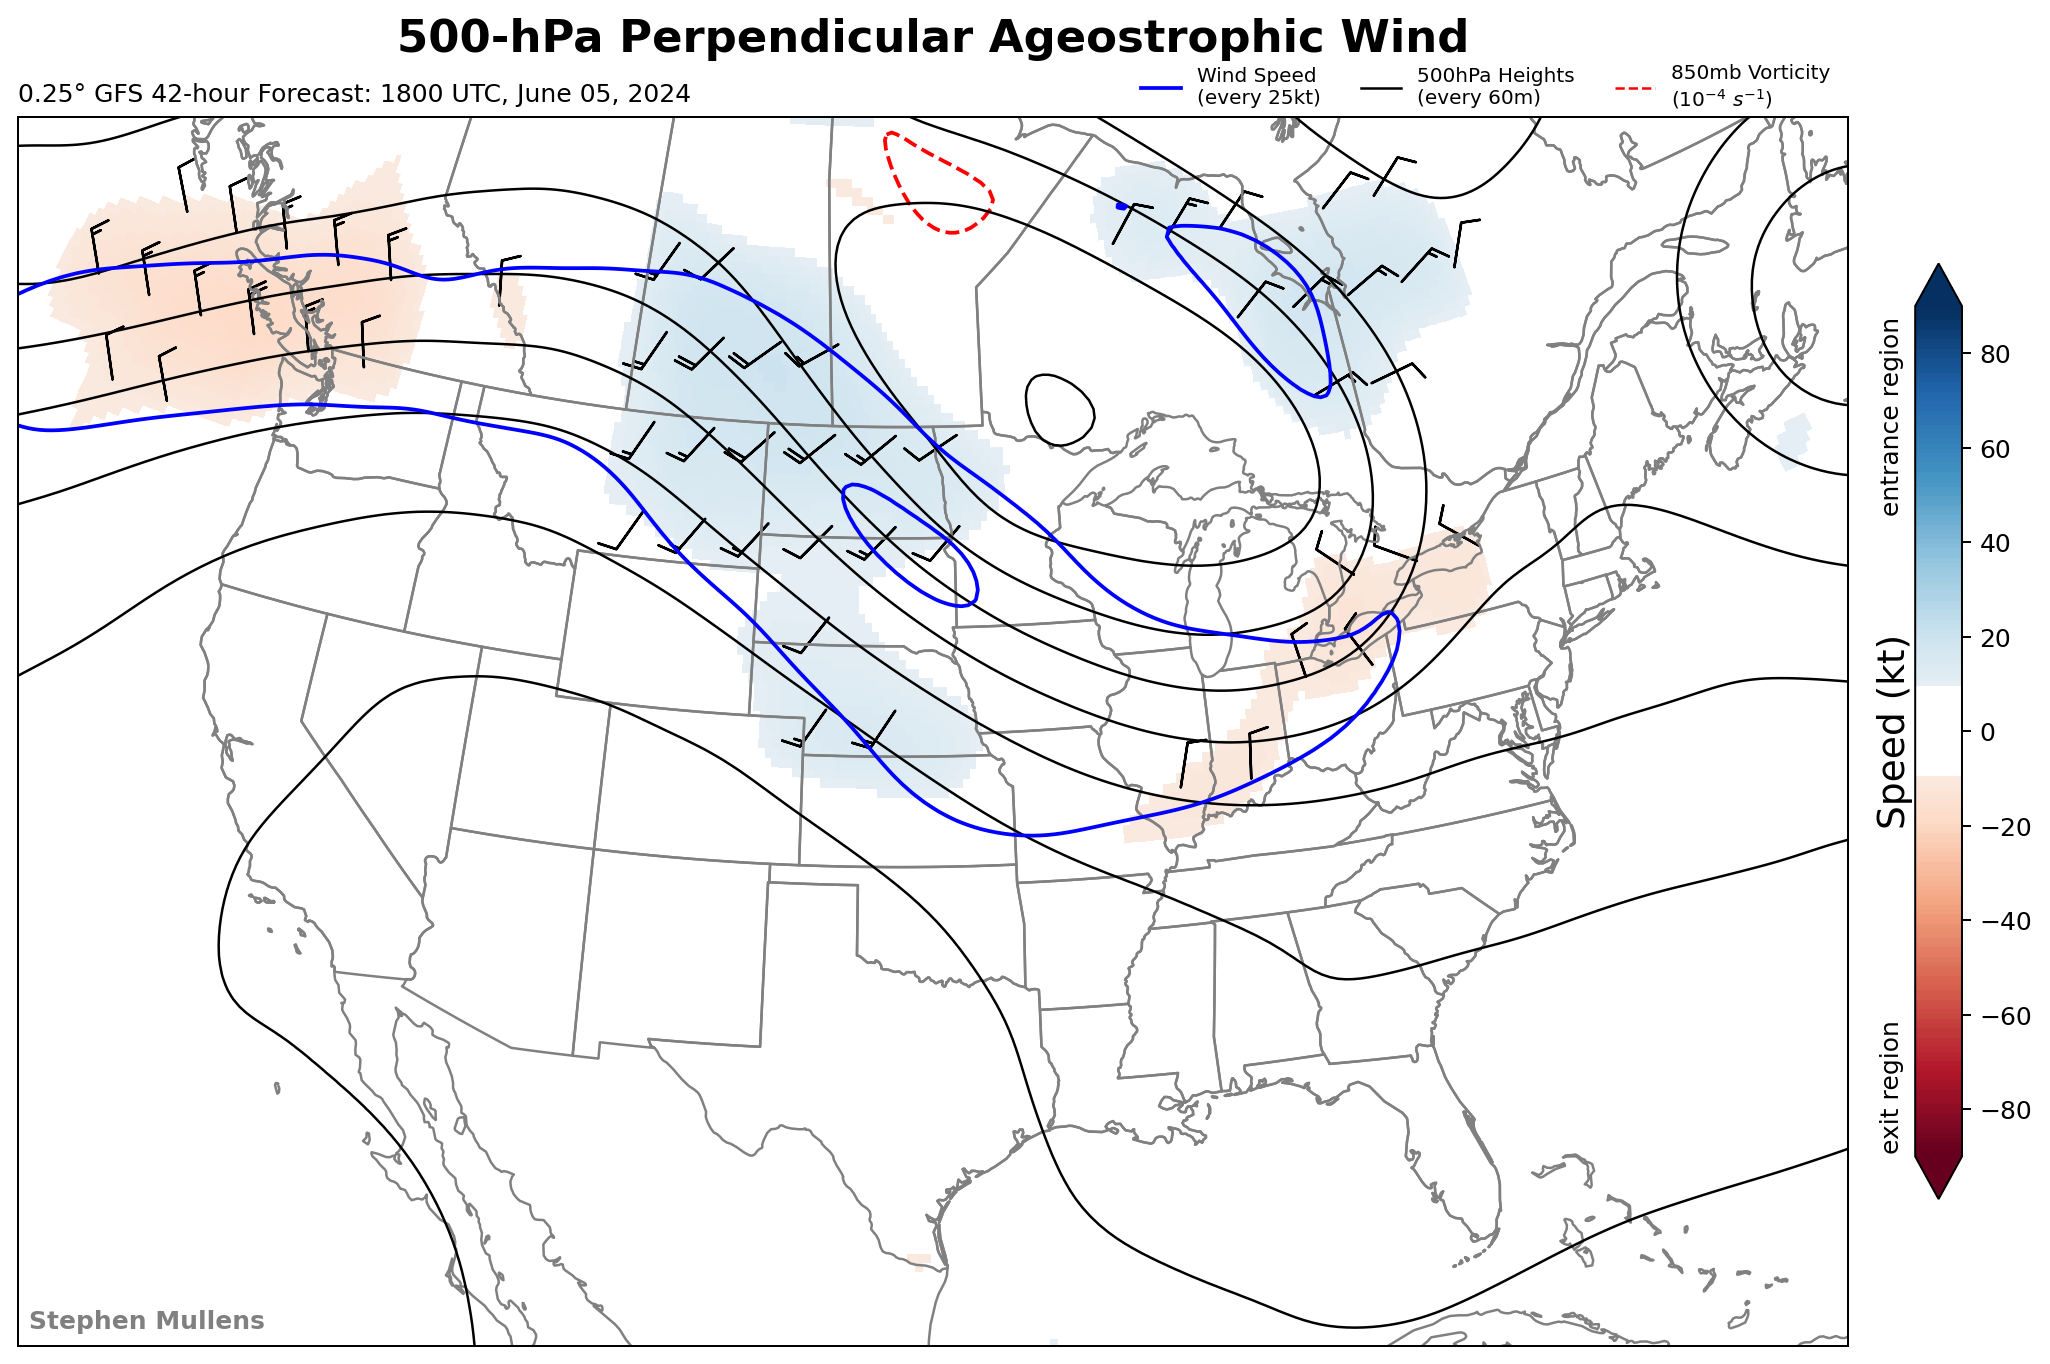 500-hPa Perpendicular Ageostrophic Wind
0.25° GFS 42-hour Forecast: 1800 UTC, June 05, 2024
Wind Speed
(every 25kt)
500hPa Heights
(every 60m)
850mb Vorticity
(10⁻⁴ s⁻¹)
entrance region
Speed (kt)
exit region
80
60
40
20
0
−20
−40
−60
−80
Stephen Mullens